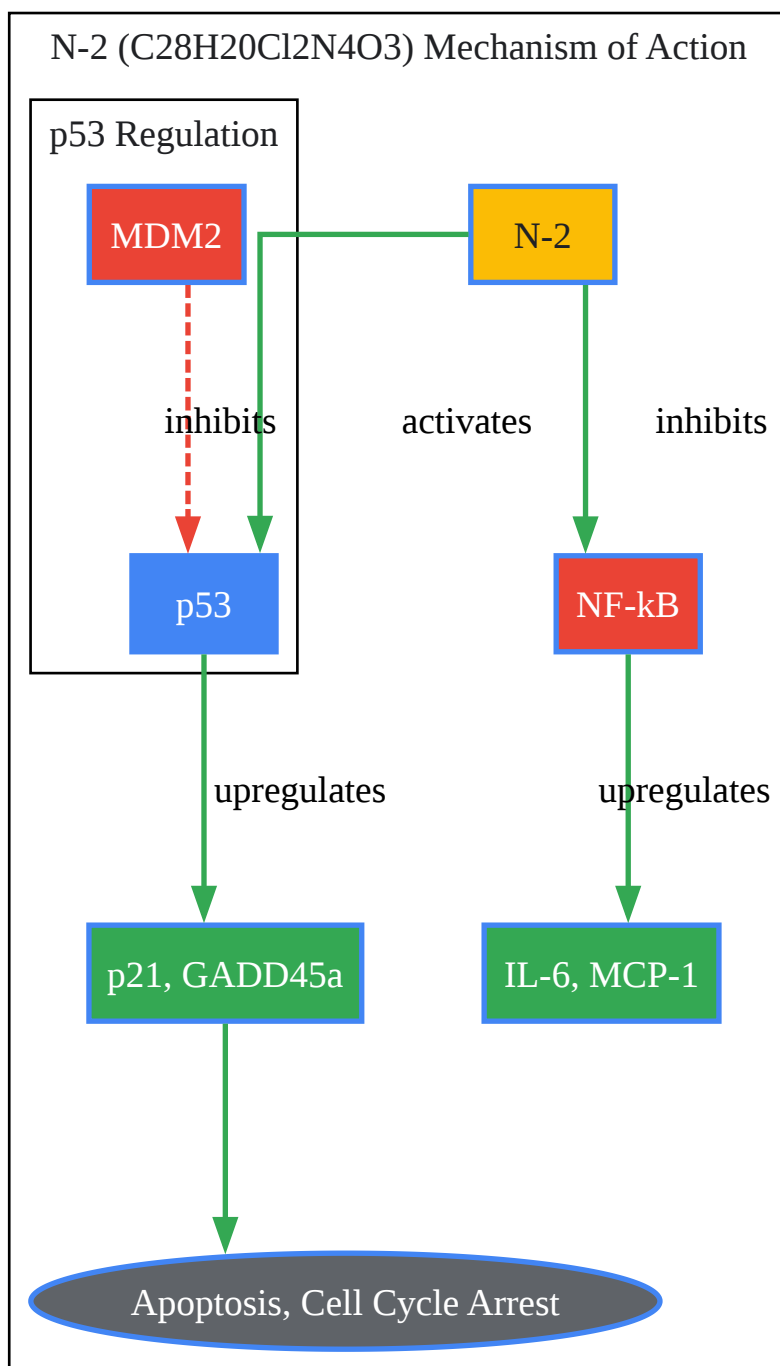 N-2 (C28H20Cl2N4O3) Mechanism of Action
p53 Regulation
MDM2
N-2
inhibits
activates
inhibits
p53
NF-kB
upregulates
upregulates
p21, GADD45a
IL-6, MCP-1
Apoptosis, Cell Cycle Arrest